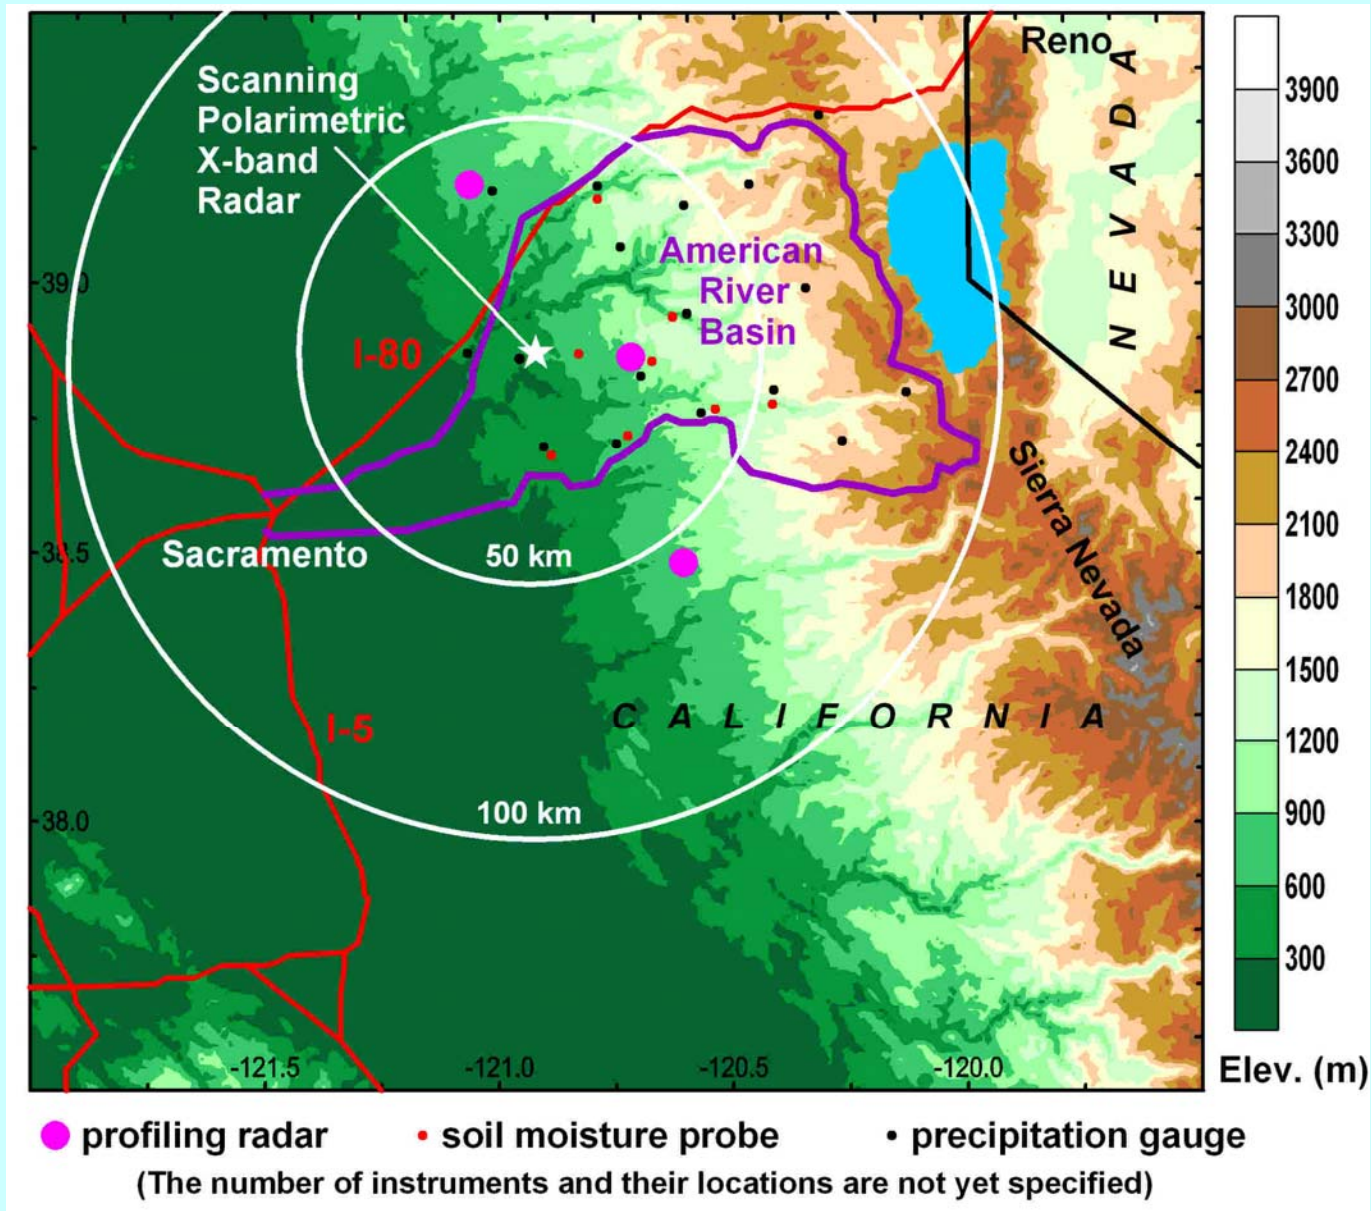 Reno
NEVADA
Scanning
Polarimetric
X-band
Radar
American
River
Basin
39.0
I-80
Sierra Nevada
38.5
Sacramento
50 km
CALIFORNIA
I-5
100 km
38.0
-121.5
-121.0
-120.5
-120.0
3900
3600
3300
3000
2700
2400
2100
1800
1500
1200
900
600
300
Elev. (m)
profiling radar
soil moisture probe
precipitation gauge
(The number of instruments and their locations are not yet specified)